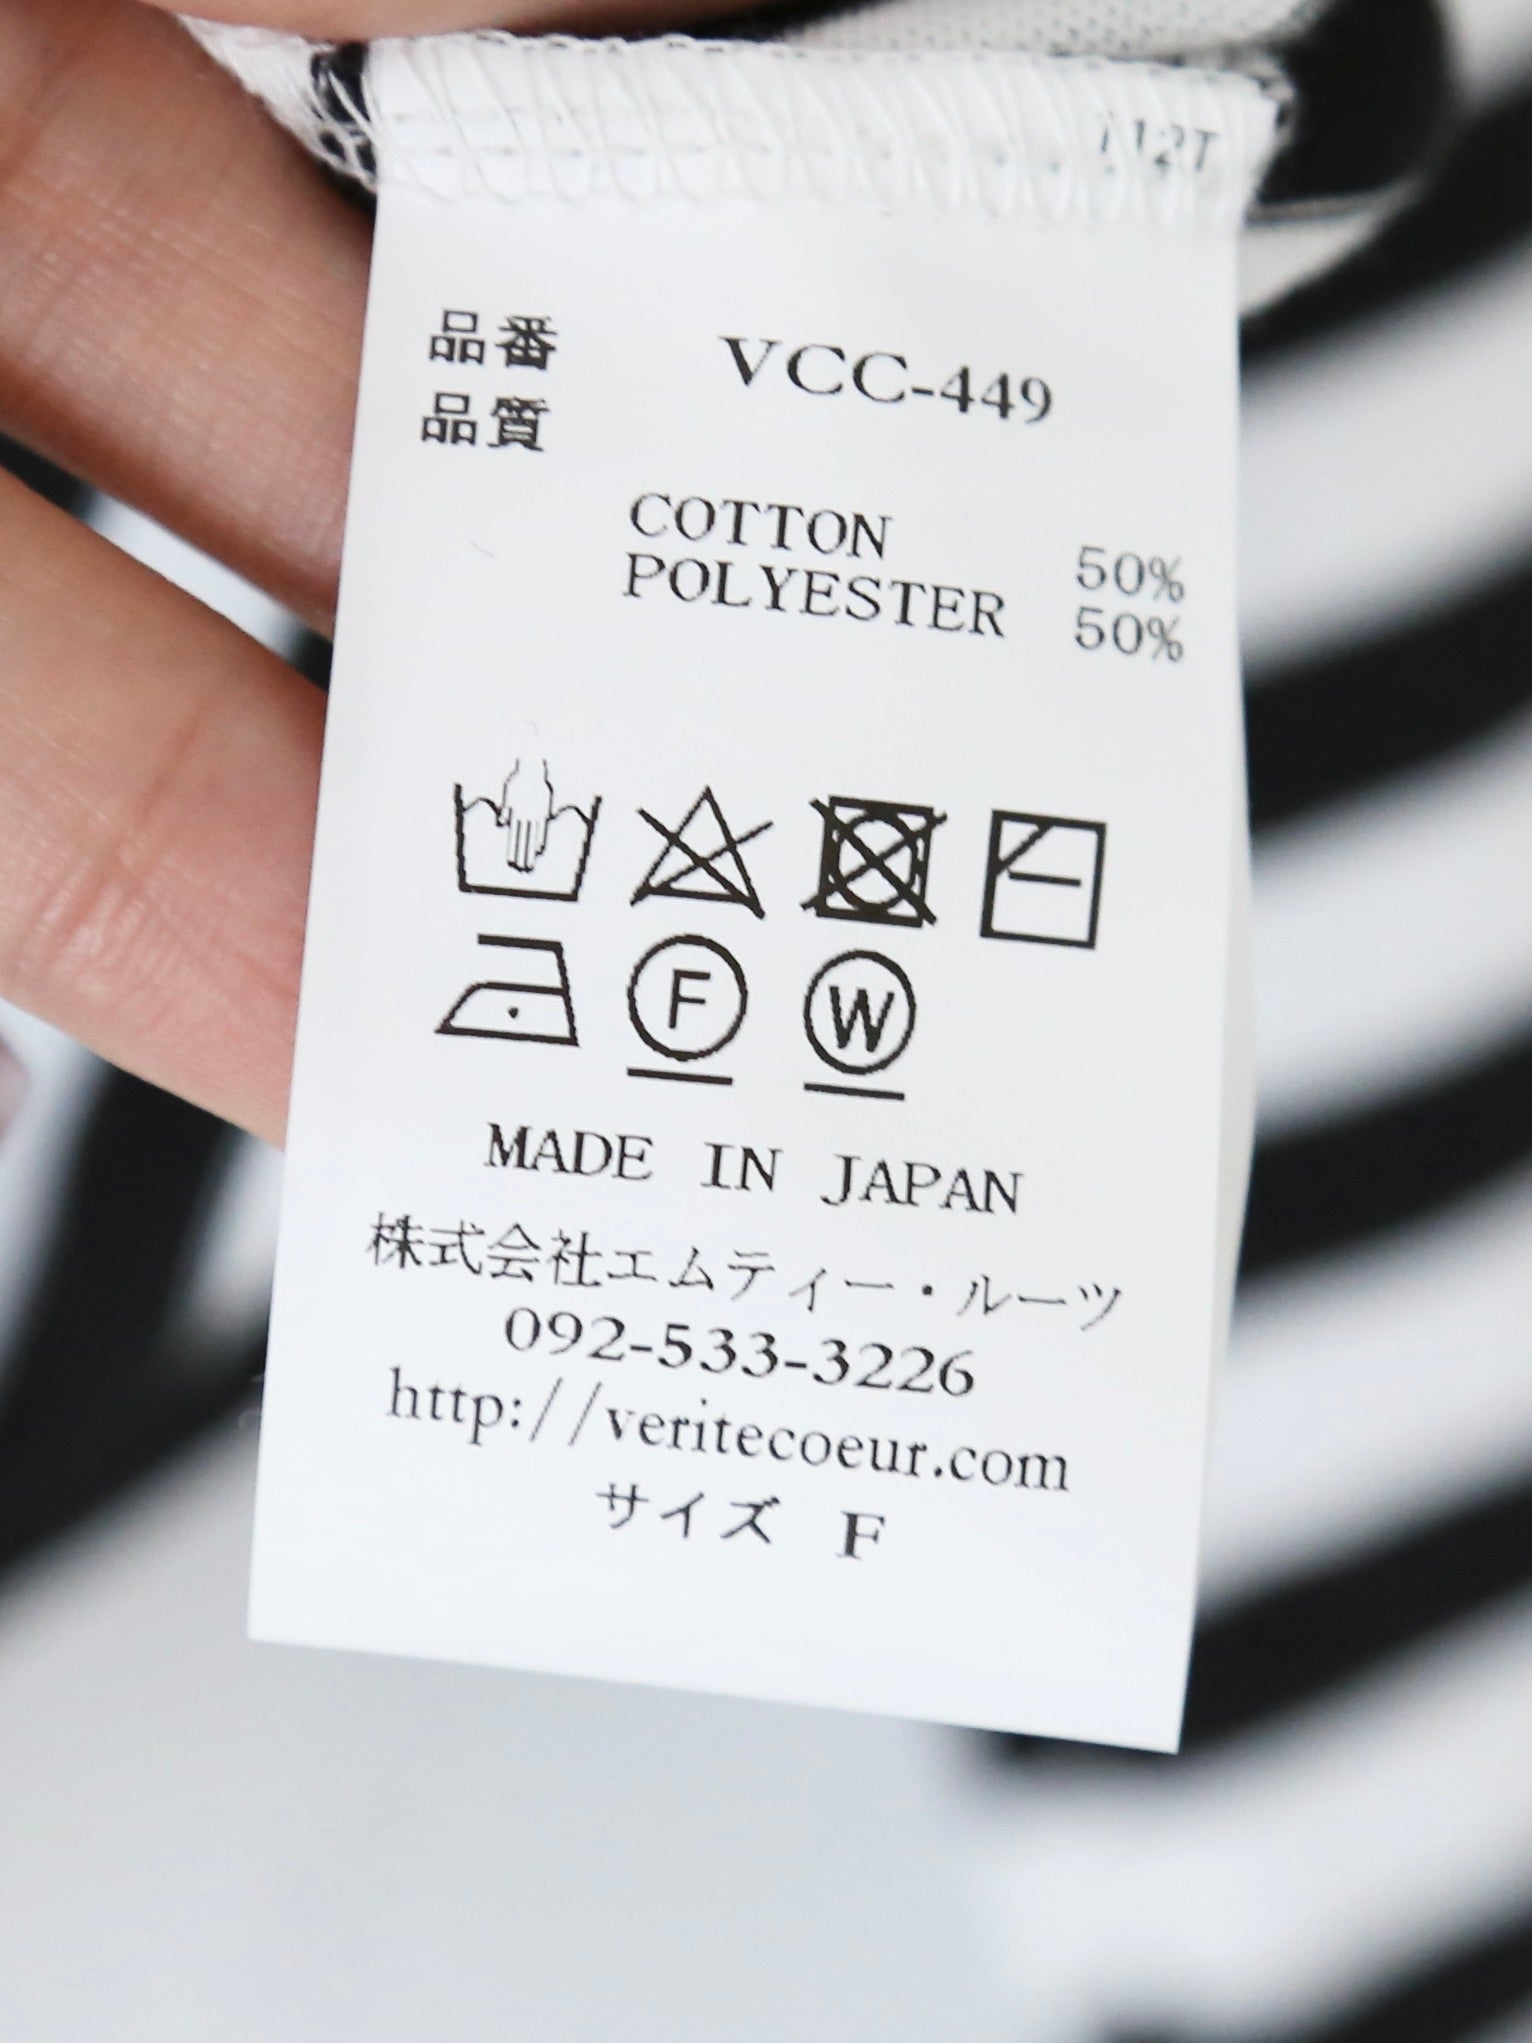 112T
品番 VCC-449
品質
COTTON 50%
POLYESTER 50%
F W
MADE IN JAPAN
株式会社エムティー・ルーツ
092-533-3226
http://veritecoeur.com
サイズ F